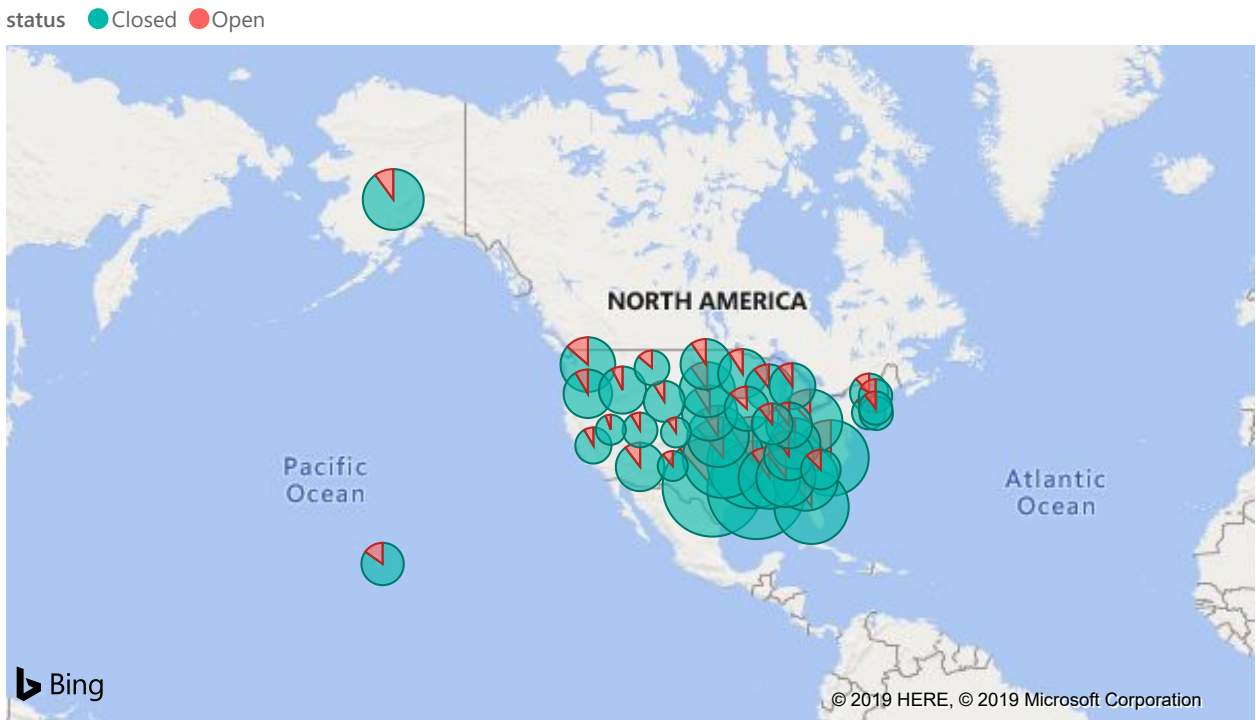 status Closed Open
NORTH AMERICA
Pacific
Ocean
Atlantic
Ocean
Bing
© 2019 HERE, © 2019 Microsoft Corporation